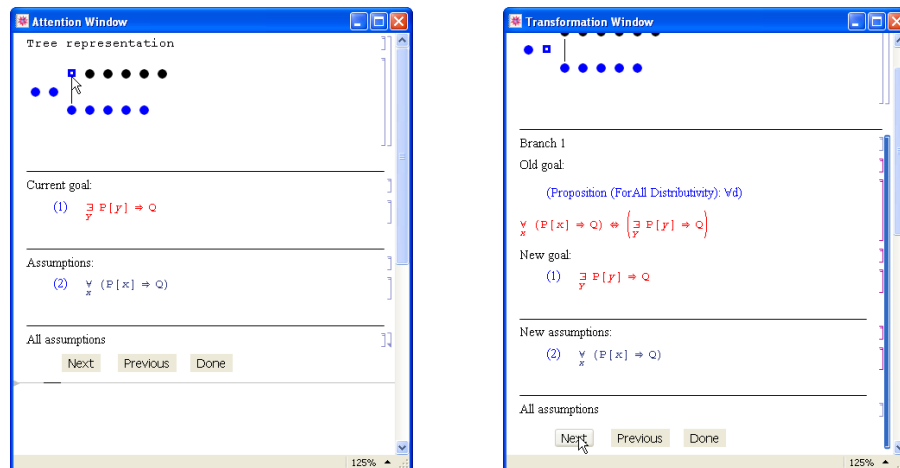 Attention Window
Tree representation
Current goal:
(1) ∃ P[y] ⇒ Q
y
Assumptions:
(2) ∀ (P[x] ⇒ Q)
x
All assumptions
Next Previous Done
125%
Transformation Window
Branch 1
Old goal:
(Proposition (ForAll Distributivity): ∀d)
∀ (P[x] ⇒ Q) ⇔ (∃ P[y] ⇒ Q)
x y
New goal:
(1) ∃ P[y] ⇒ Q
y
New assumptions:
(2) ∀ (P[x] ⇒ Q)
x
All assumptions
Next Previous Done
125%